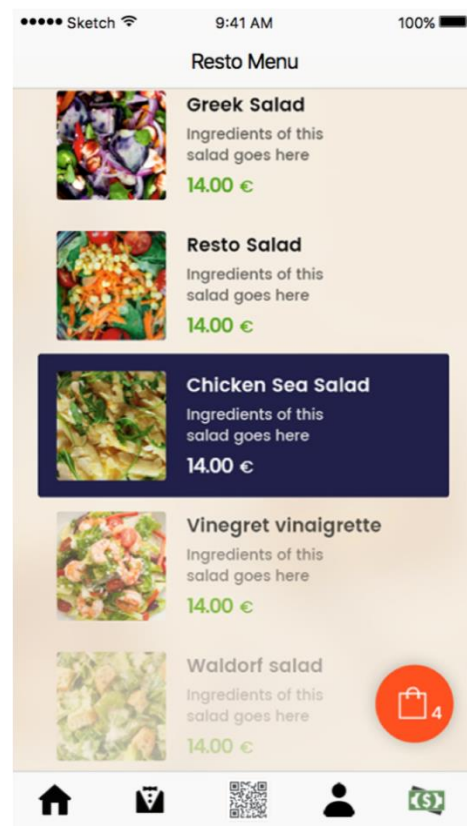 Sketch
9:41 AM
100%
Resto Menu
Greek Salad
Ingredients of this
salad goes here
14.00 €
Resto Salad
Ingredients of this
salad goes here
14.00 €
Chicken Sea Salad
Ingredients of this
salad goes here
14.00 €
Vinegret vinaigrette
Ingredients of this
salad goes here
14.00 €
Waldorf salad
Ingredients of this
salad goes here
14.00 €
4
$